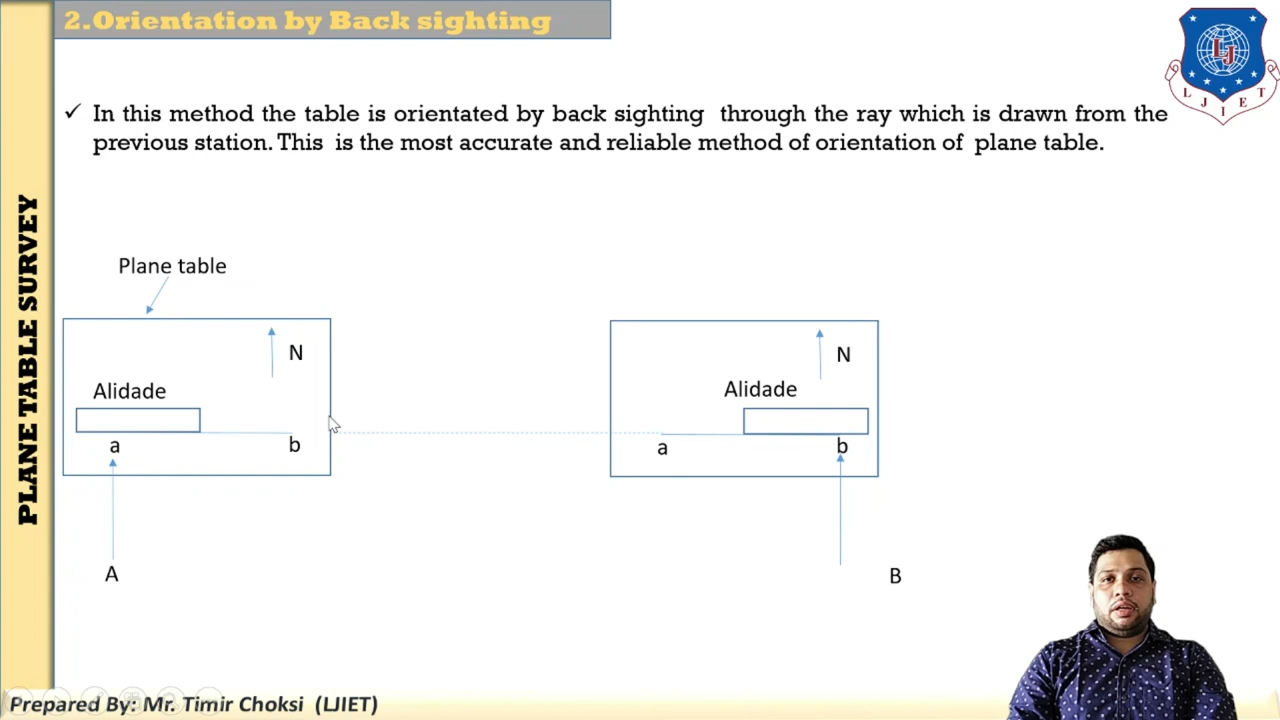 2.Orientation by Back sighting
L J I E T
LJ
PLANE TABLE SURVEY
✓ In this method the table is orientated by back sighting through the ray which is drawn from the
previous station. This is the most accurate and reliable method of orientation of plane table.
Plane table
N
N
Alidade
Alidade
a
b
a
b
A
B
Prepared By: Mr. Timir Choksi (LJIET)